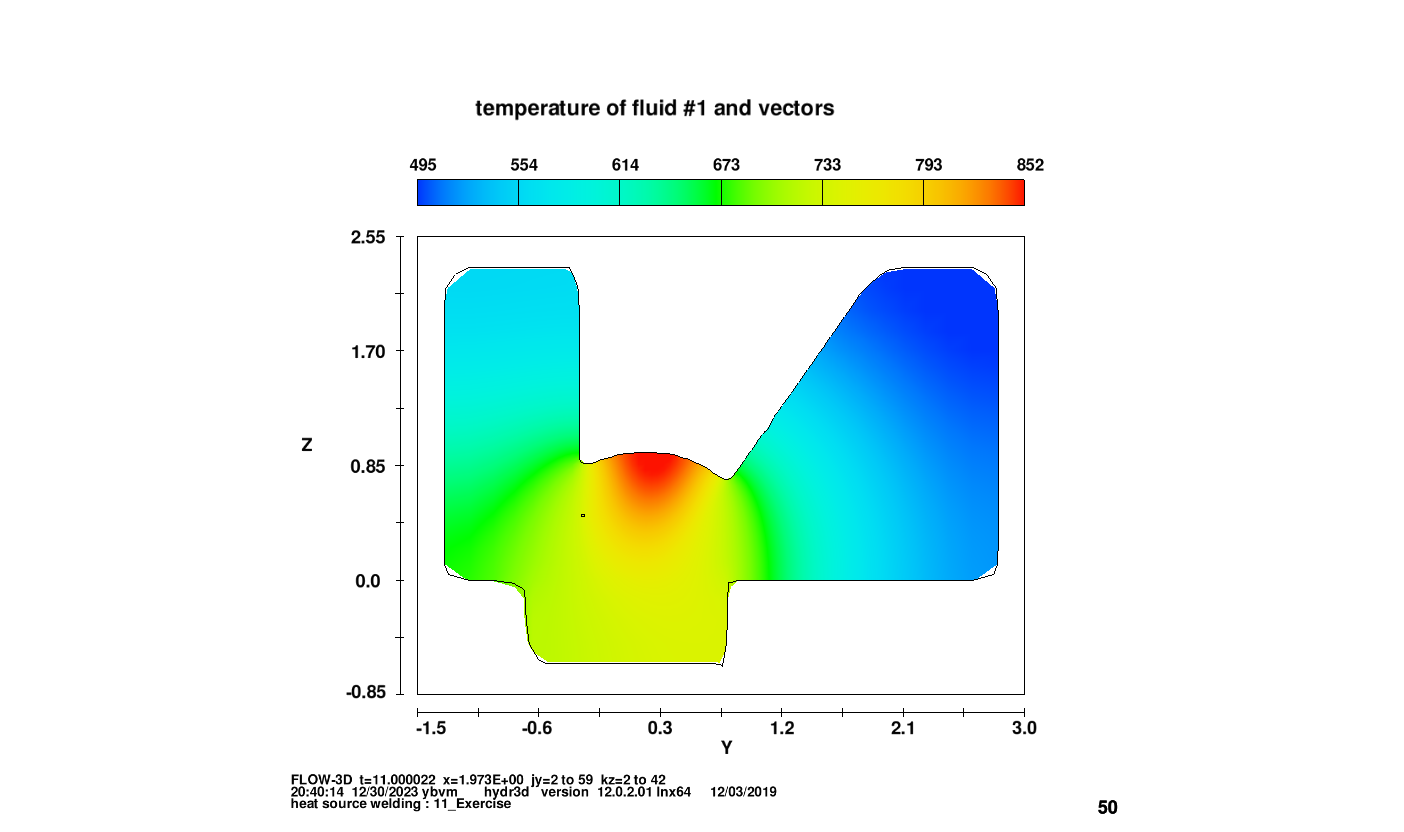 temperature of fluid #1 and vectors
495 554 614 673 733 793 852
2.55
1.70
Z
0.85
0.0
-0.85
-1.5 -0.6 0.3 1.2 2.1 3.0
Y
FLOW-3D t=11.000022 x=1.973E+00 jy=2 to 59 kz=2 to 42
20:40:14 12/30/2023 ybvm hydr3d version 12.0.2.01 lnx64 12/03/2019
heat source welding : 11_Exercise
50